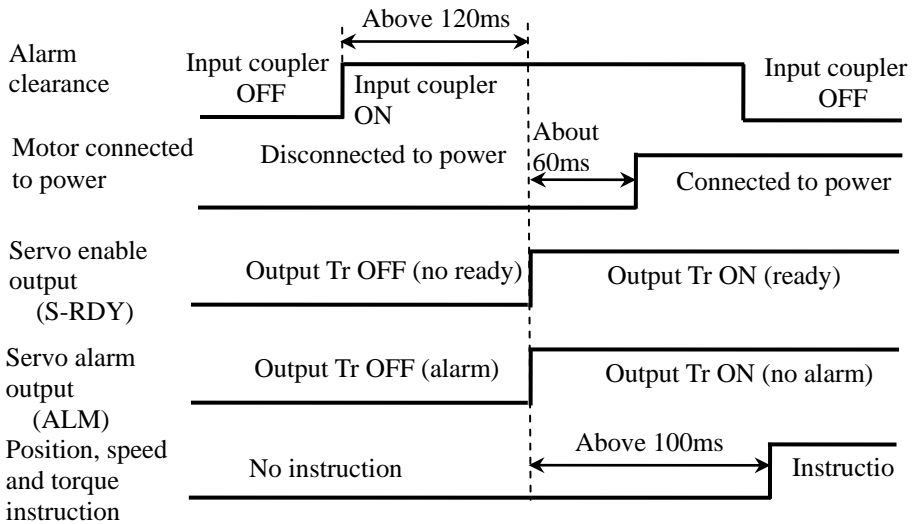 Above 120ms
Alarm
clearance
Input coupler
OFF
Input coupler
ON
Input coupler
OFF
Motor connected
to power
Disconnected to power
About
60ms
Connected to power
Servo enable
output
(S-RDY)
Output Tr OFF (no ready)
Output Tr ON (ready)
Servo alarm
output
(ALM)
Output Tr OFF (alarm)
Output Tr ON (no alarm)
Position, speed
and torque
instruction
No instruction
Above 100ms
Instructio